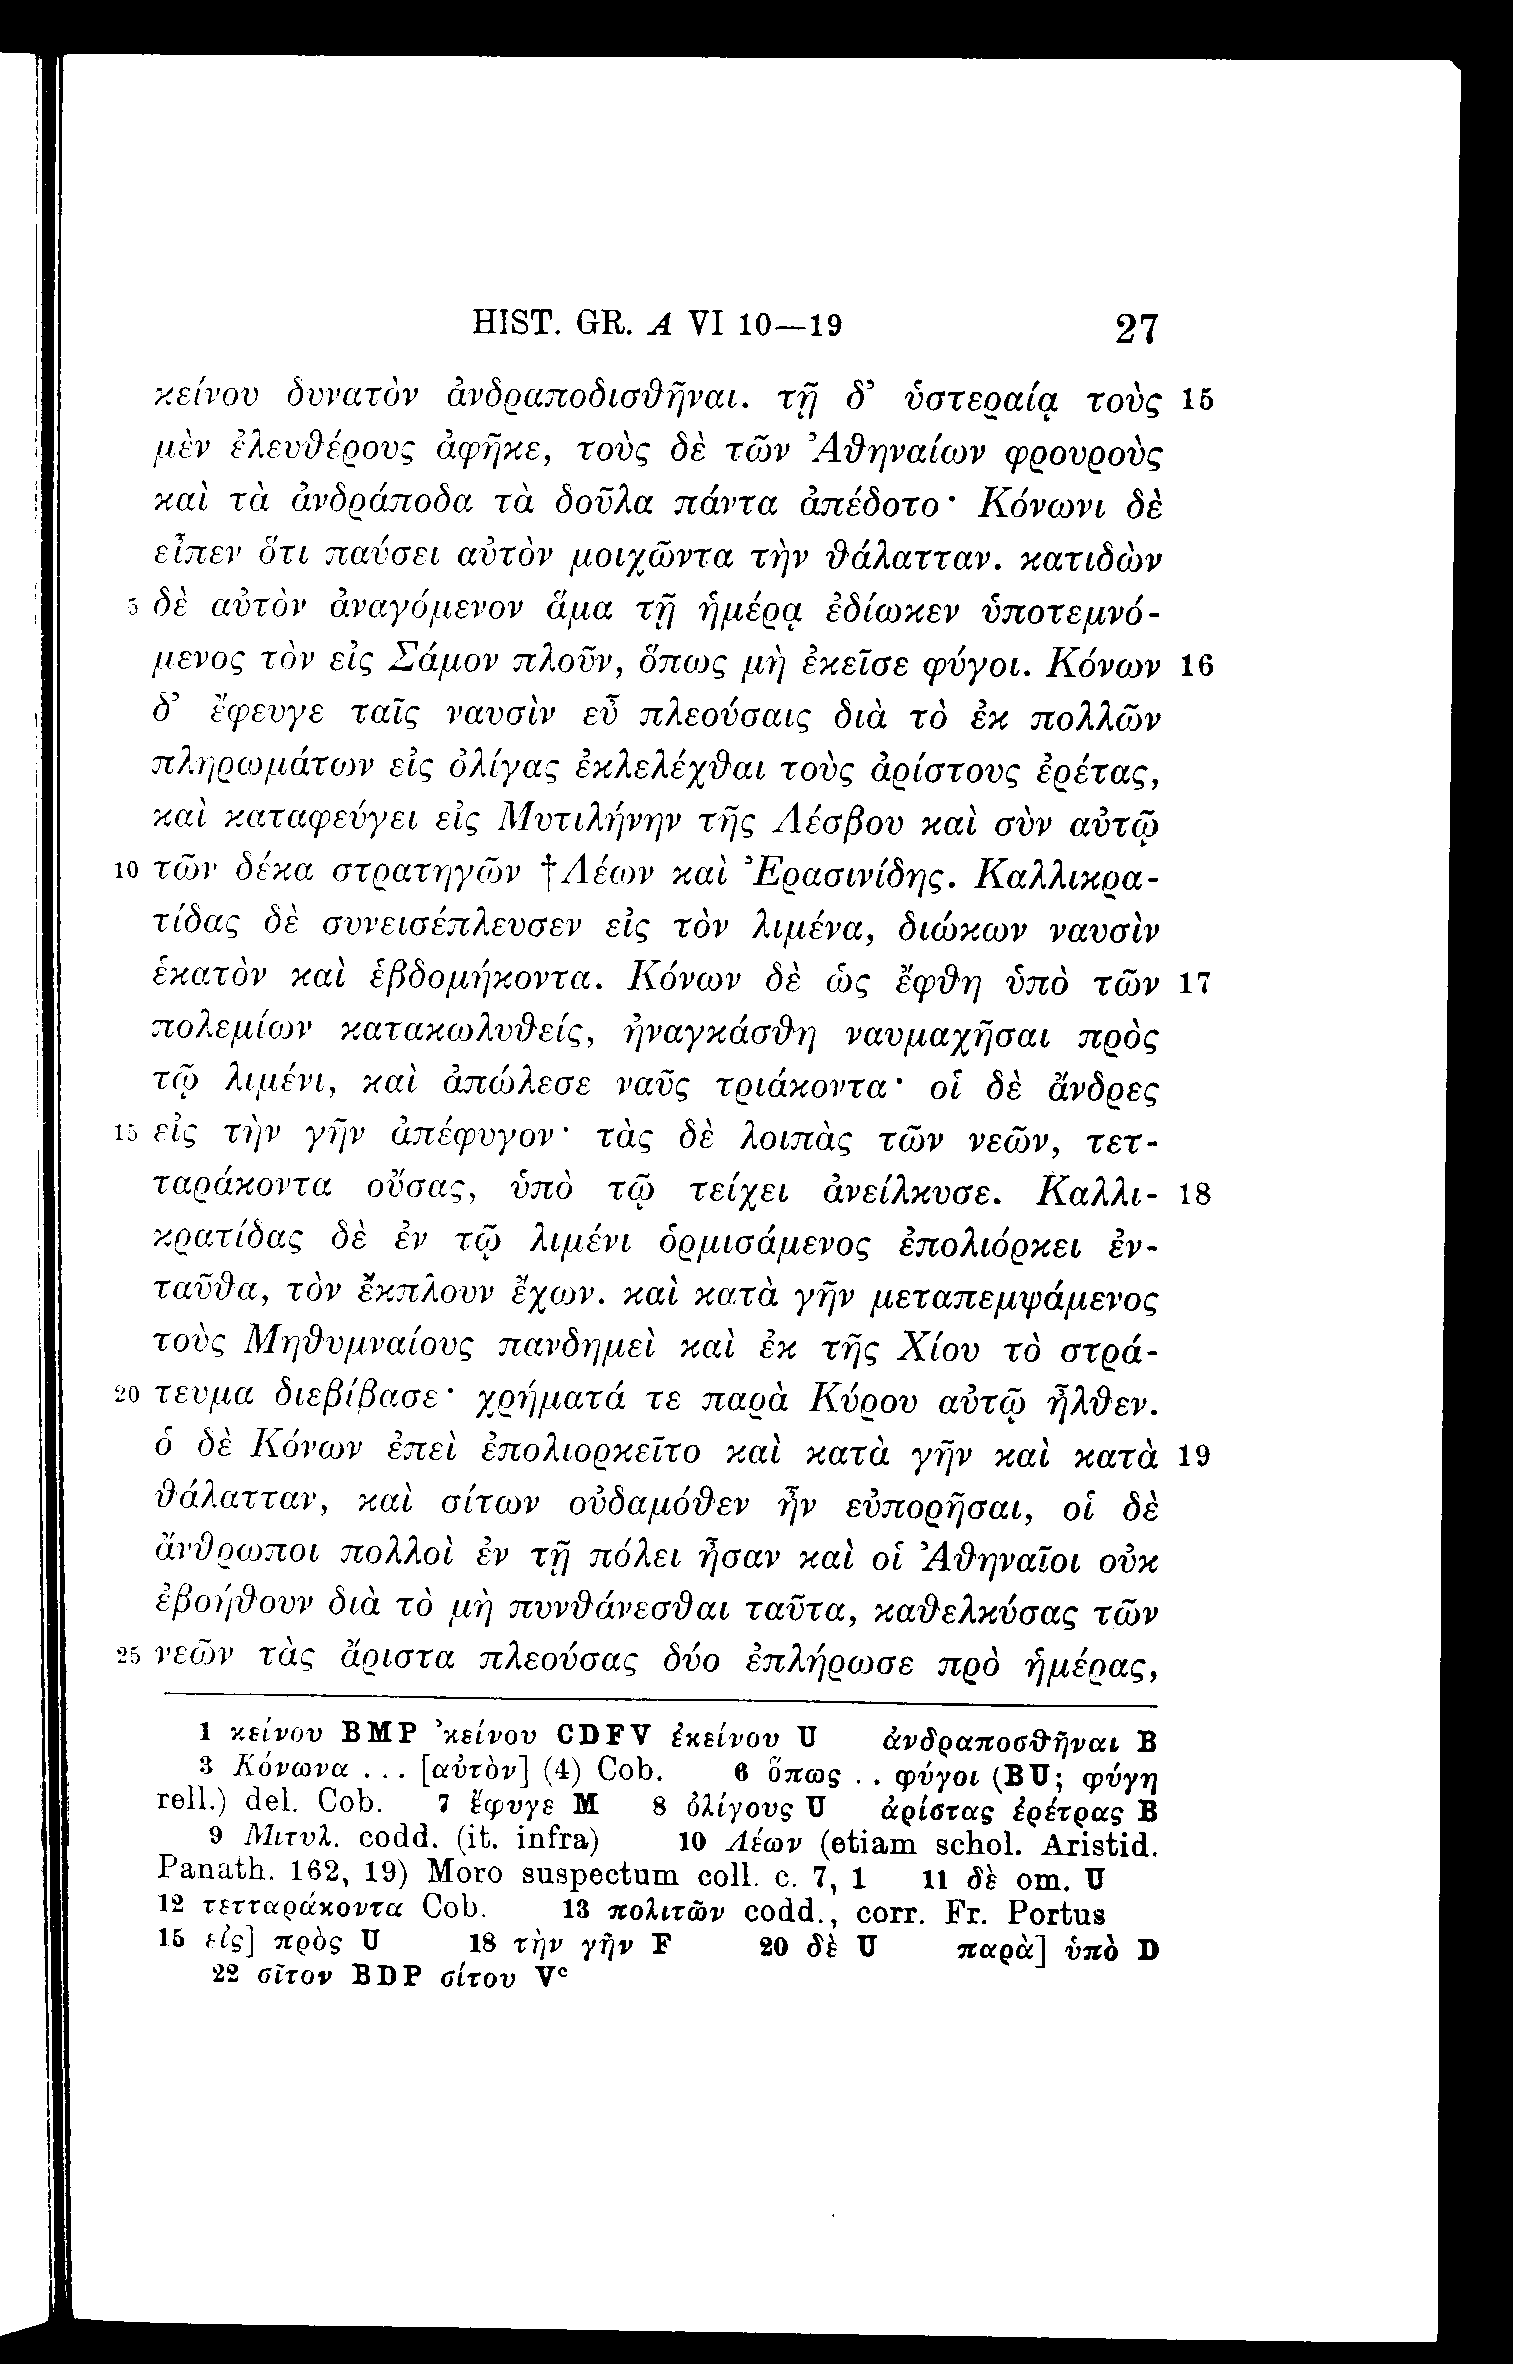 HIST. GR. Α VI 10—19 27
κείνου δυνατὸν ἀνδραποδισθῆναι. τῇ δ’ ὑστεραίᾳ τοὺς 15
μὲν ἐλευθέρους ἀφῆκε, τοὺς δὲ τῶν Ἀθηναίων φρουροὺς
καὶ τὰ ἀνδράποδα τὰ δοῦλα πάντα ἀπέδοτο· Κόνωνι δὲ
εἶπεν ὅτι παύσει αὐτὸν μοιχῶντα τὴν θάλατταν. κατιδὼν
5 δὲ αὐτὸν ἀναγόμενον ἅμα τῇ ἡμέρᾳ ἐδίωκεν ὑποτεμνό-
μενος τὸν εἰς Σάμον πλοῦν, ὅπως μὴ ἐκεῖσε φύγοι. Κόνων 16
δ’ ἔφευγε ταῖς ναυσὶν εὖ πλεούσαις διὰ τὸ ἐκ πολλῶν
πληρωμάτων εἰς ὀλίγας ἐκλελέχθαι τοὺς ἀρίστους ἐρέτας,
καὶ καταφεύγει εἰς Μυτιλήνην τῆς Λέσβου καὶ σὺν αὐτῷ
10 τῶν δέκα στρατηγῶν †Λέων καὶ Ἐρασινίδης. Καλλικρα-
τίδας δὲ συνεισέπλευσεν εἰς τὸν λιμένα, διώκων ναυσὶν
ἑκατὸν καὶ ἑβδομήκοντα. Κόνων δὲ ὡς ἔφθη ὑπὸ τῶν 17
πολεμίων κατακωλυθείς, ἠναγκάσθη ναυμαχῆσαι πρὸς
τῷ λιμένι, καὶ ἀπώλεσε ναῦς τριάκοντα· οἱ δὲ ἄνδρες
15 εἰς τὴν γῆν ἀπέφυγον· τὰς δὲ λοιπὰς τῶν νεῶν, τετ-
ταράκοντα οὔσας, ὑπὸ τῷ τείχει ἀνείλκυσε. Καλλι- 18
κρατίδας δὲ ἐν τῷ λιμένι ὁρμισάμενος ἐπολιόρκει ἐν-
ταῦθα, τὸν ἔκπλουν ἔχων. καὶ κατὰ γῆν μεταπεμψάμενος
τοὺς Μηθυμναίους πανδημεὶ καὶ ἐκ τῆς Χίου τὸ στρά-
20 τευμα διεβίβασε· χρήματά τε παρὰ Κύρου αὐτῷ ἦλθεν.
ὁ δὲ Κόνων ἐπεὶ ἐπολιορκεῖτο καὶ κατὰ γῆν καὶ κατὰ 19
θάλατταν, καὶ σίτων οὐδαμόθεν ἦν εὐπορῆσαι, οἱ δὲ
ἄνθρωποι πολλοὶ ἐν τῇ πόλει ἦσαν καὶ οἱ Ἀθηναῖοι οὐκ
ἐβοήθουν διὰ τὸ μὴ πυνθάνεσθαι ταῦτα, καθελκύσας τῶν
25 νεῶν τὰς ἄριστα πλεούσας δύο ἐπλήρωσε πρὸ ἡμέρας,
1 κείνου BMP ’κείνου CDFV ἐκείνου U ἀνδραποσθῆναι B
3 Κόνωνα . . . [αὐτὸν] (4) Cob. 6 ὅπως . . φύγοι (BU; φύγῃ
rell.) del. Cob. 7 ἔφυγε M 8 ὀλίγους U ἀρίστας ἐρέτρας B
9 Μιτυλ. codd. (it. infra) 10 Λέων (etiam schol. Aristid.
Panath. 162, 19) Moro suspectum coll. c. 7, 1 11 δὲ om. U
12 τετταράκοντα Cob. 13 πολιτῶν codd., corr. Fr. Portus
15 εἰς] πρὸς U 18 τὴν γῆν F 20 δὲ U παρὰ] ὑπὸ D
22 σῖτον BDP σίτου Vᶜ